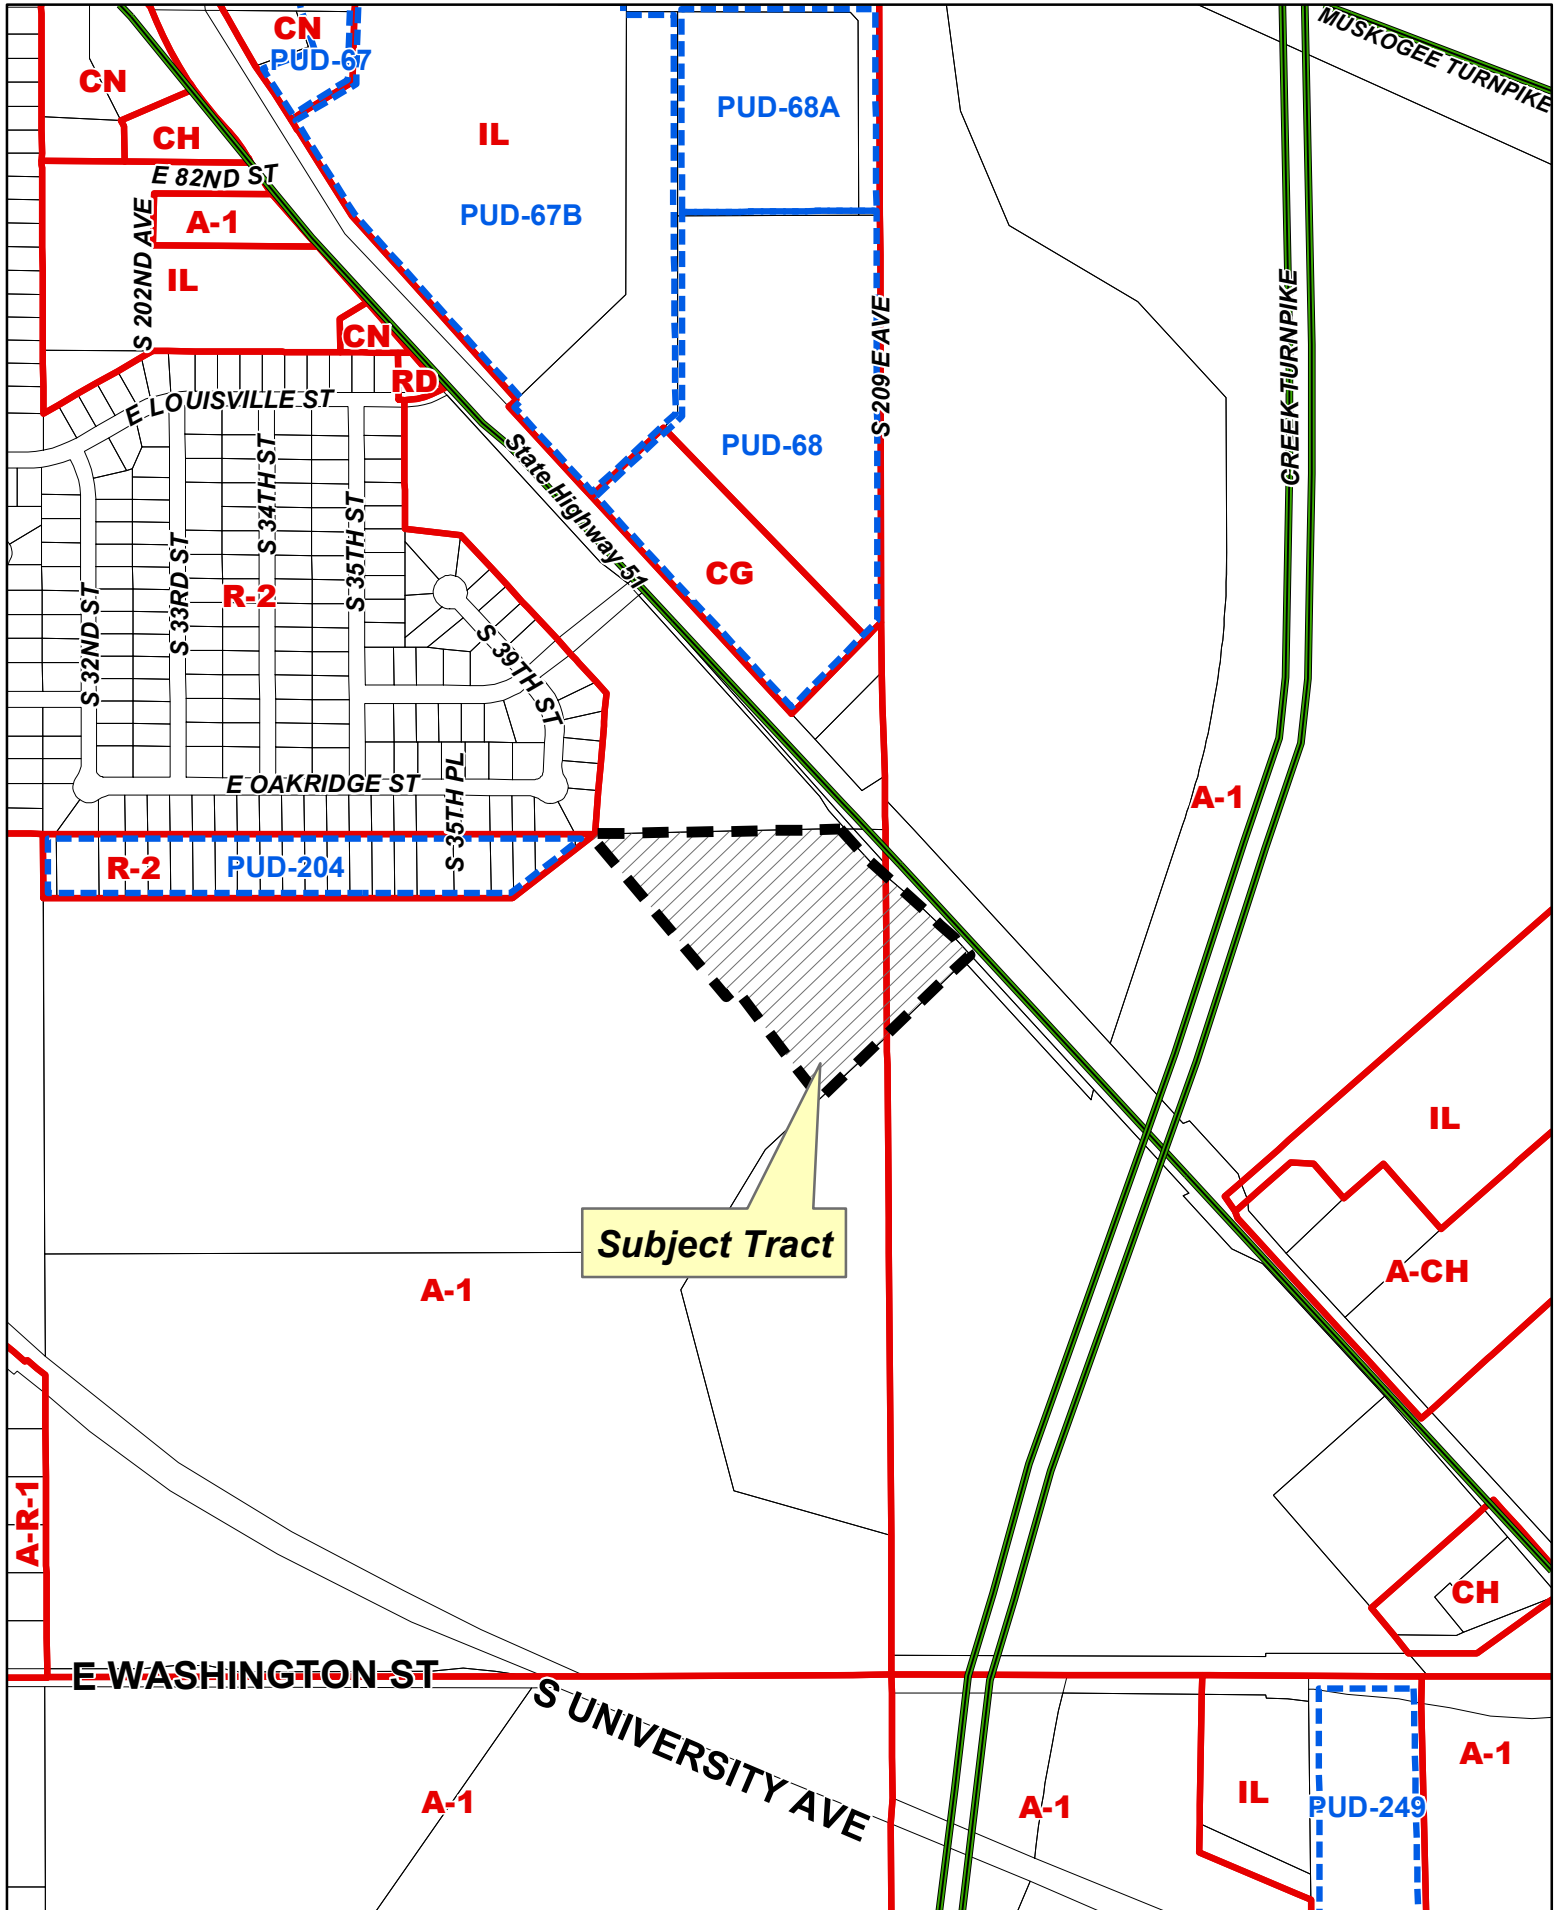 CN
PUD-67
MUSKOGEE TURNPIKE
CN
PUD-68A
IL
CH
E 82ND ST
A-1
PUD-67B
S 202ND AVE
IL
CN
S 209 E AVE
CREEK TURNPIKE
RD
E LOUISVILLE ST
PUD-68
State Highway 51
S 34TH ST
S 35TH ST
S 33RD ST
CG
R-2
S 32ND ST
S 39TH ST
E OAKRIDGE ST
S 35TH PL
A-1
R-2
PUD-204
IL
Subject Tract
A-CH
A-1
A-R-1
CH
E WASHINGTON ST
S UNIVERSITY AVE
A-1
A-1
A-1
IL
PUD-249